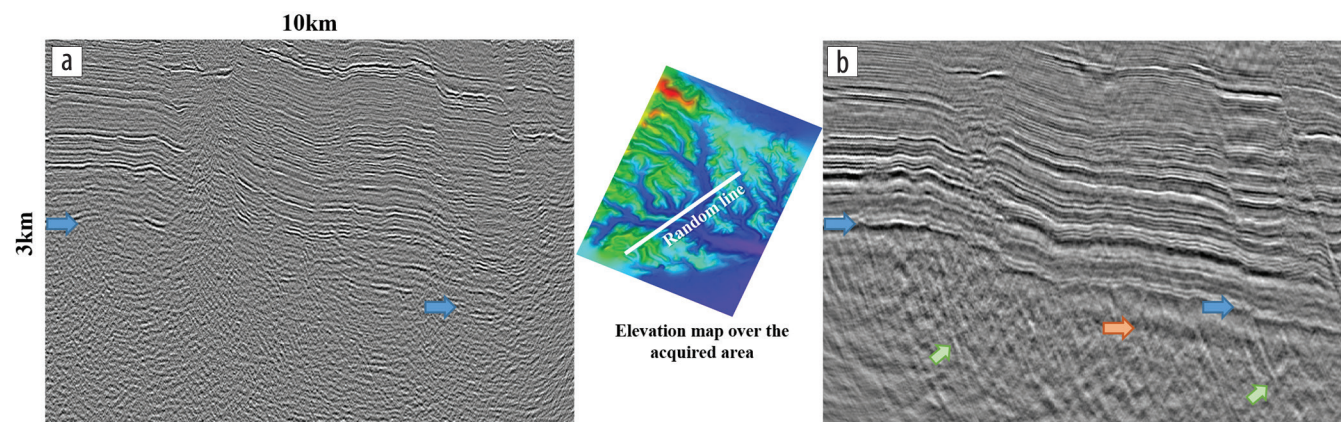 10km
a
3km
Random line
Elevation map over the
acquired area
b